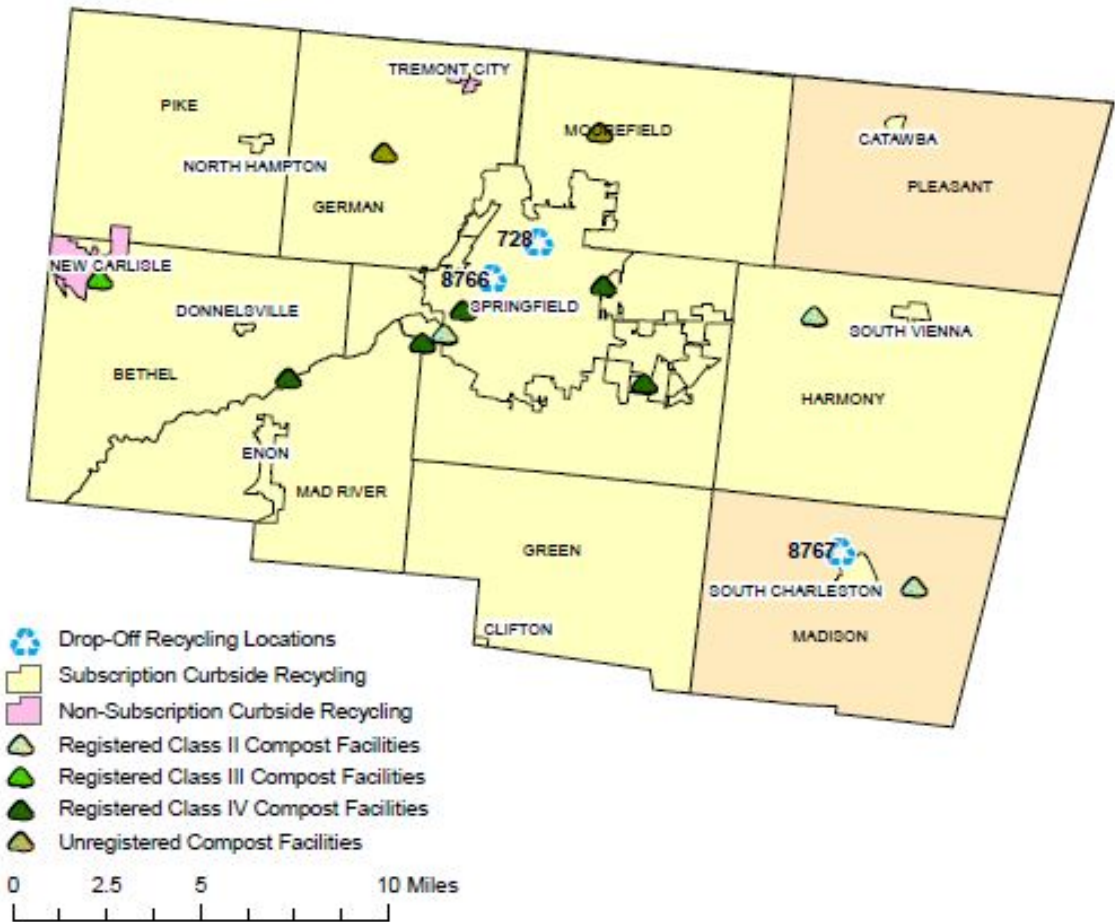 TREMONT CITY
PIKE
MOOREFIELD
CATAWBA
NORTH HAMPTON
PLEASANT
GERMAN
728
NEW CARLISLE
8766
SPRINGFIELD
DONNELSVILLE
SOUTH VIENNA
BETHEL
HARMONY
ENON
MAD RIVER
GREEN
8767
SOUTH CHARLESTON
CLIFTON
MADISON
Drop-Off Recycling Locations
Subscription Curbside Recycling
Non-Subscription Curbside Recycling
Registered Class II Compost Facilities
Registered Class III Compost Facilities
Registered Class IV Compost Facilities
Unregistered Compost Facilities
0 2.5 5 10 Miles